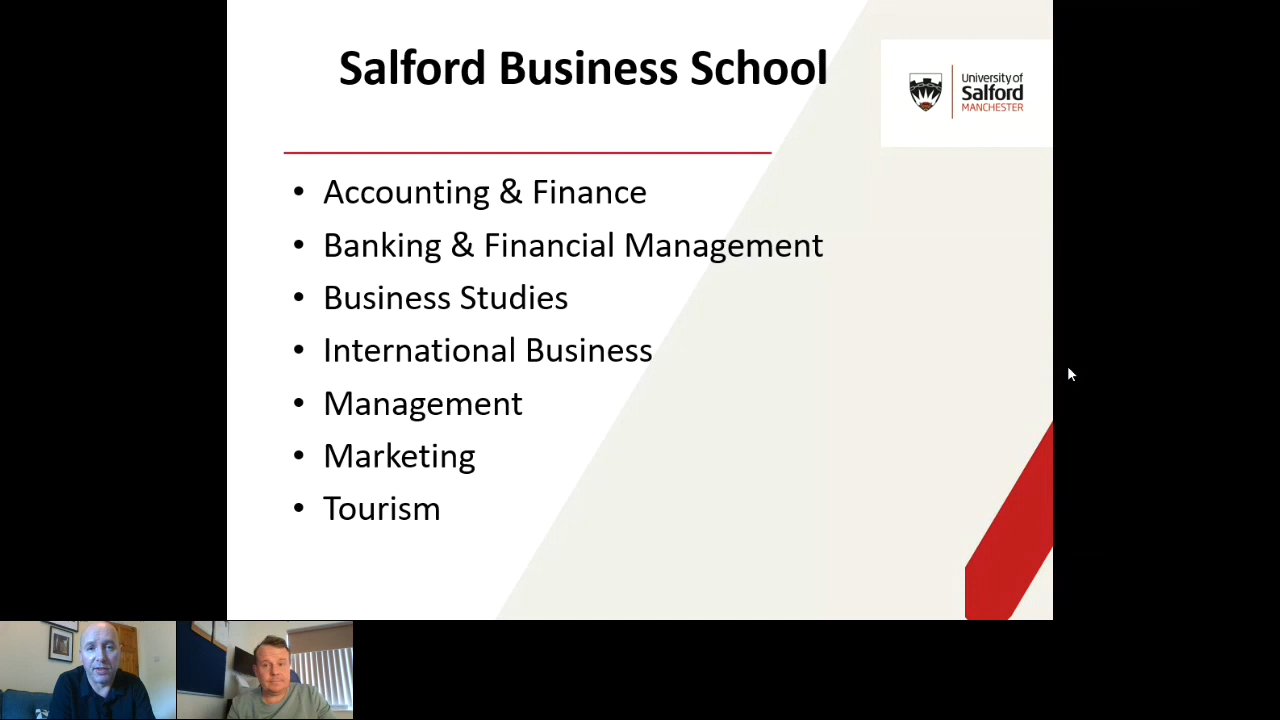 Salford Business School
University of
Salford
MANCHESTER
• Accounting & Finance
• Banking & Financial Management
• Business Studies
• International Business
• Management
• Marketing
• Tourism